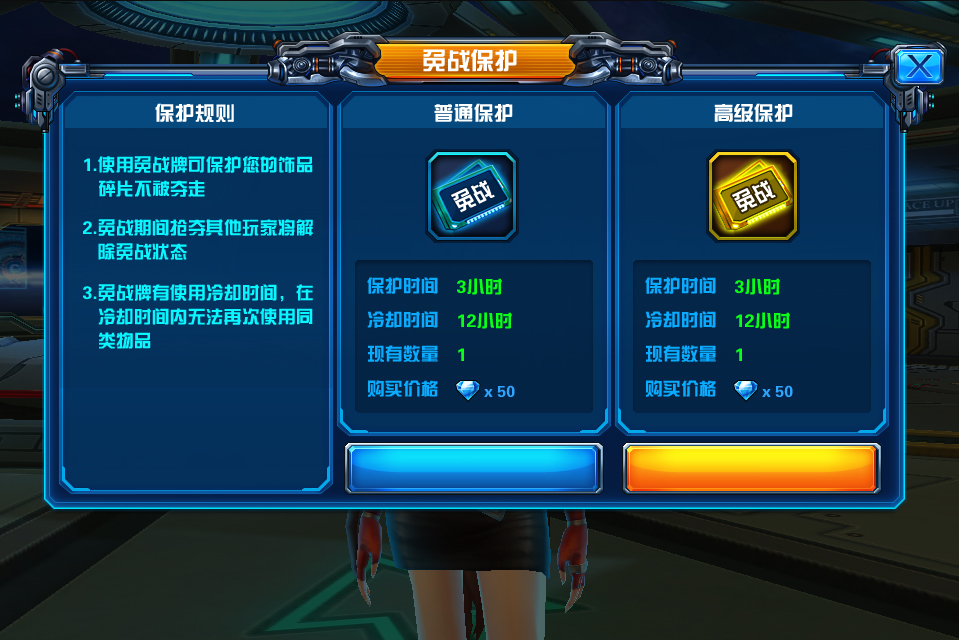 免战保护
保护规则
1.使用免战牌可保护您的饰品
碎片不被夺走
2.免战期间抢夺其他玩家将解
除免战状态
3.免战牌有使用冷却时间，在
冷却时间内无法再次使用同
类物品
普通保护
免战
保护时间 3小时
冷却时间 12小时
现有数量 1
购买价格 x 50
高级保护
免战
保护时间 3小时
冷却时间 12小时
现有数量 1
购买价格 x 50
ACE UP